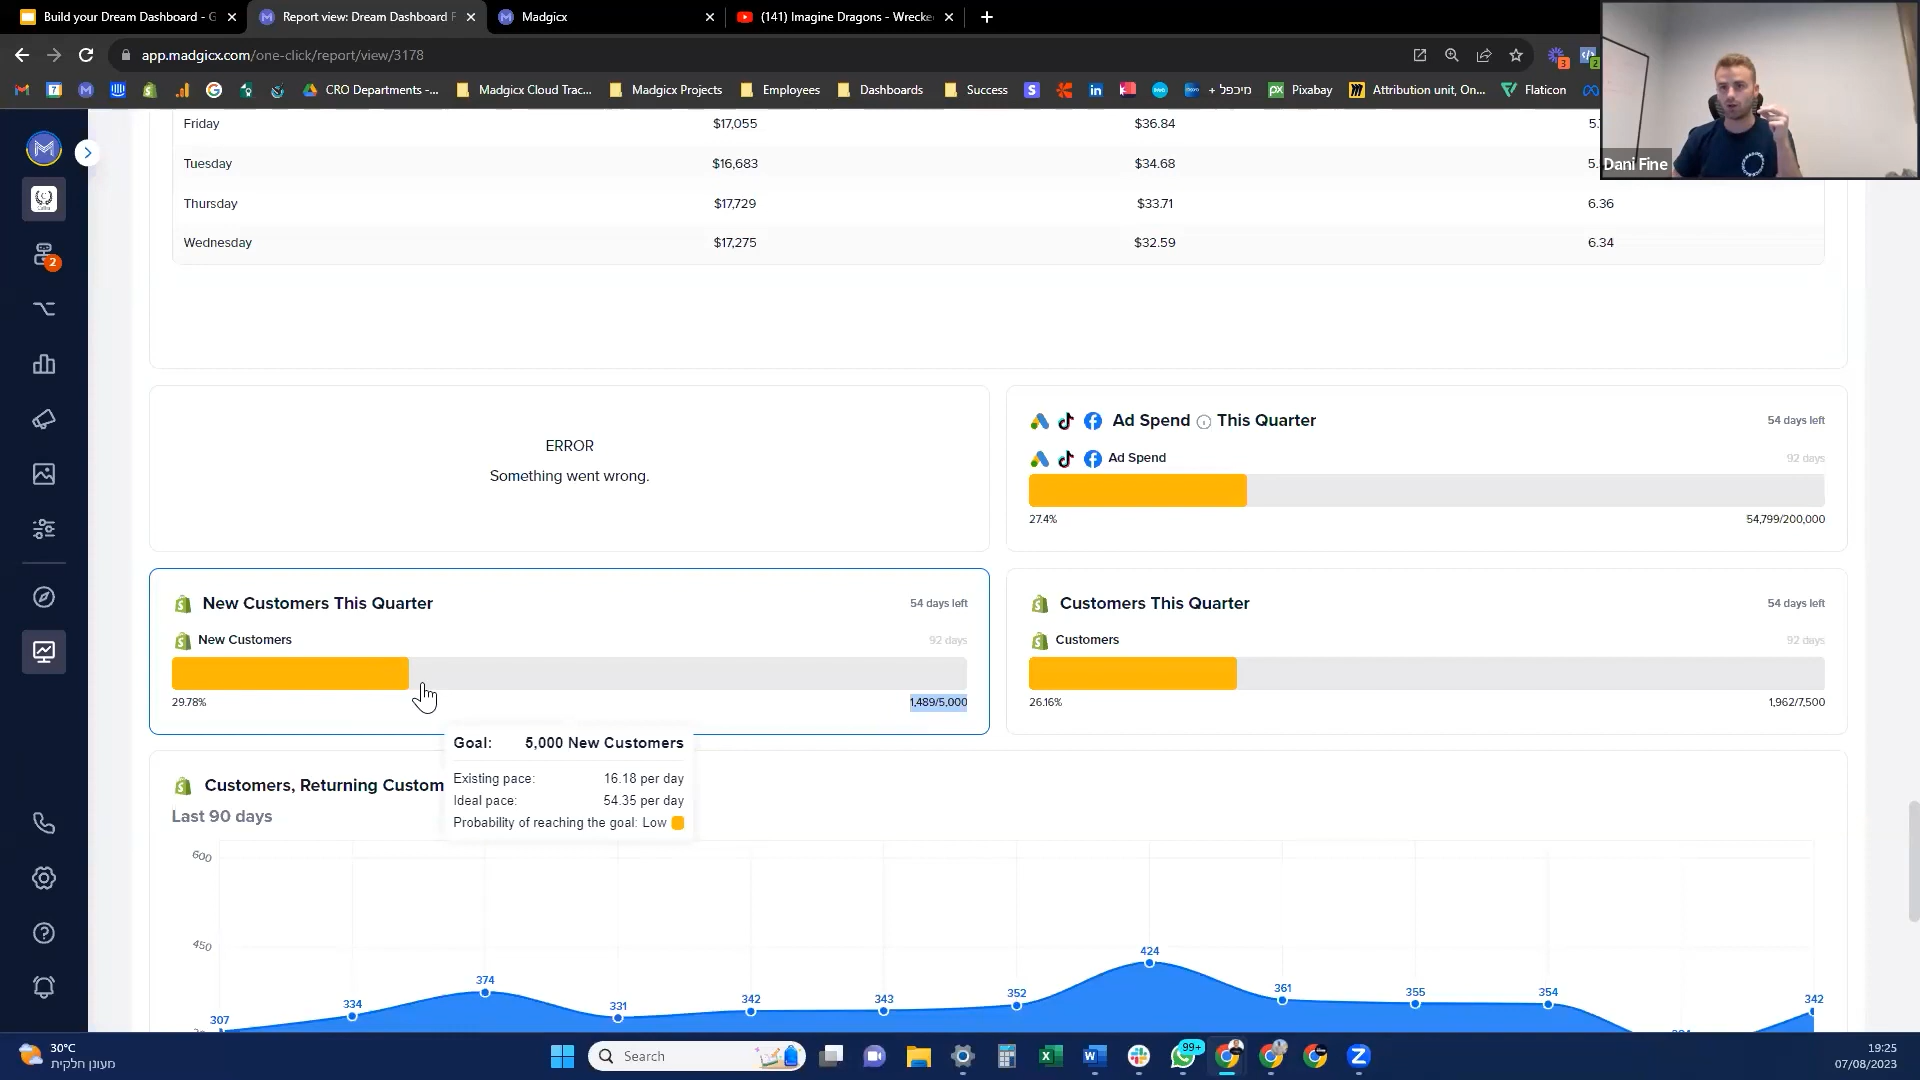 Build your Dream Dashboard - G
Report view: Dream Dashboard F
Madgicx
(141) Imagine Dragons - Wrecke
app.madgicx.com/one-click/report/view/3178
3
2
7
CRO Departments -...
Madgicx Cloud Trac...
Madgicx Projects
Employees
Dashboards
Success
S
מיכפל +
px Pixabay
Attribution unit, On...
Flaticon
Dani Fine
Friday $17,055 $36.84
Tuesday $16,683 $34.68
Thursday $17,729 $33.71 6.36
Wednesday $17,275 $32.59 6.34
2
ERROR
Something went wrong.
Ad Spend This Quarter 54 days left
Ad Spend 92 days
27.4% 54,799/200,000
New Customers This Quarter 54 days left
New Customers 92 days
29.78% 1,489/5,000
Customers This Quarter 54 days left
Customers 92 days
26.16% 1,962/7,500
Goal: 5,000 New Customers
Existing pace: 16.18 per day
Ideal pace: 54.35 per day
Probability of reaching the goal: Low
Customers, Returning Custom
Last 90 days
600
450
307
334
374
331
342
343
352
424
361
355
354
342
30°C
מעונן חלקית
Search
99+
19:25
07/08/2023